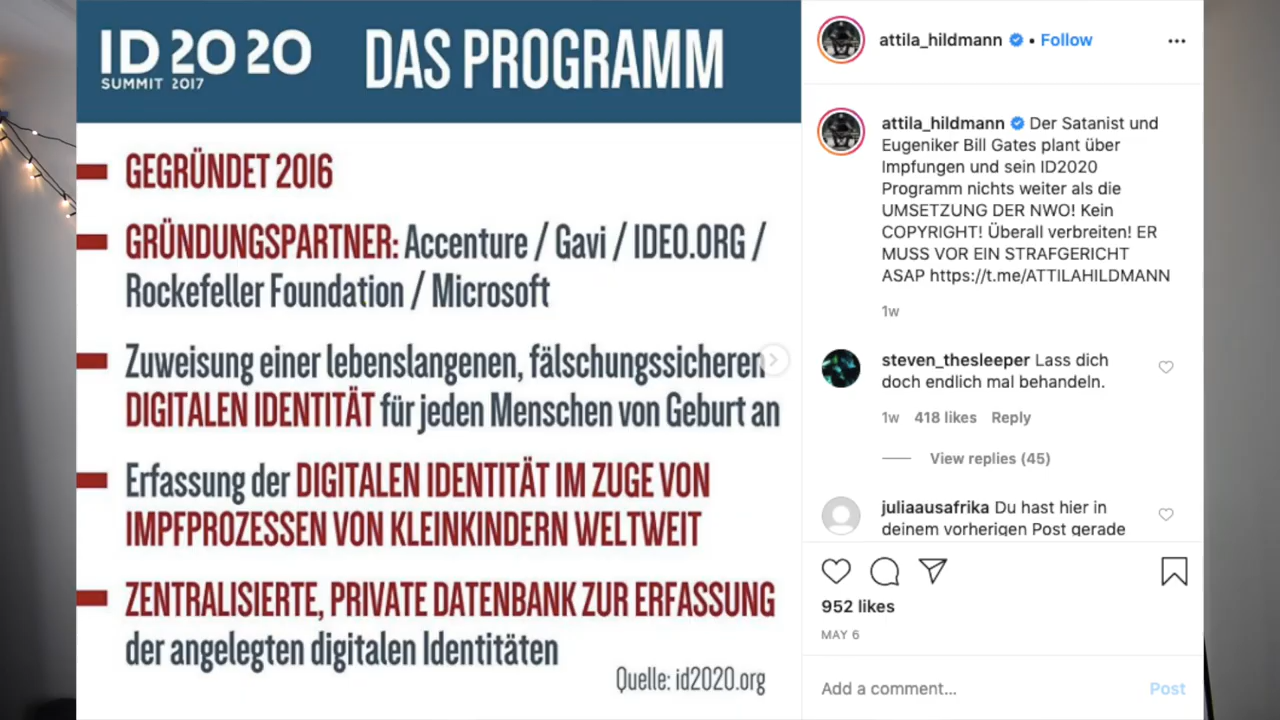 ID 2020
SUMMIT 2017
DAS PROGRAMM
GEGRÜNDET 2016
GRÜNDUNGSPARTNER: Accenture / Gavi / IDEO.ORG /
Rockefeller Foundation / Microsoft
Zuweisung einer lebenslangenen, fälschungssicheren
DIGITALEN IDENTITÄT für jeden Menschen von Geburt an
Erfassung der DIGITALEN IDENTITÄT IM ZUGE VON
IMPFPROZESSEN VON KLEINKINDERN WELTWEIT
ZENTRALISIERTE, PRIVATE DATENBANK ZUR ERFASSUNG
der angelegten digitalen Identitäten
Quelle: id2020.org
attila_hildmann • Follow
attila_hildmann Der Satanist und
Eugeniker Bill Gates plant über
Impfungen und sein ID2020
Programm nichts weiter als die
UMSETZUNG DER NWO! Kein
COPYRIGHT! Überall verbreiten! ER
MUSS VOR EIN STRAFGERICHT
ASAP https://t.me/ATTILAHILDMANN
1w
steven_thesleeper Lass dich
doch endlich mal behandeln.
1w 418 likes Reply
View replies (45)
juliaausafrika Du hast hier in
deinem vorherigen Post gerade
952 likes
MAY 6
Add a comment...
Post